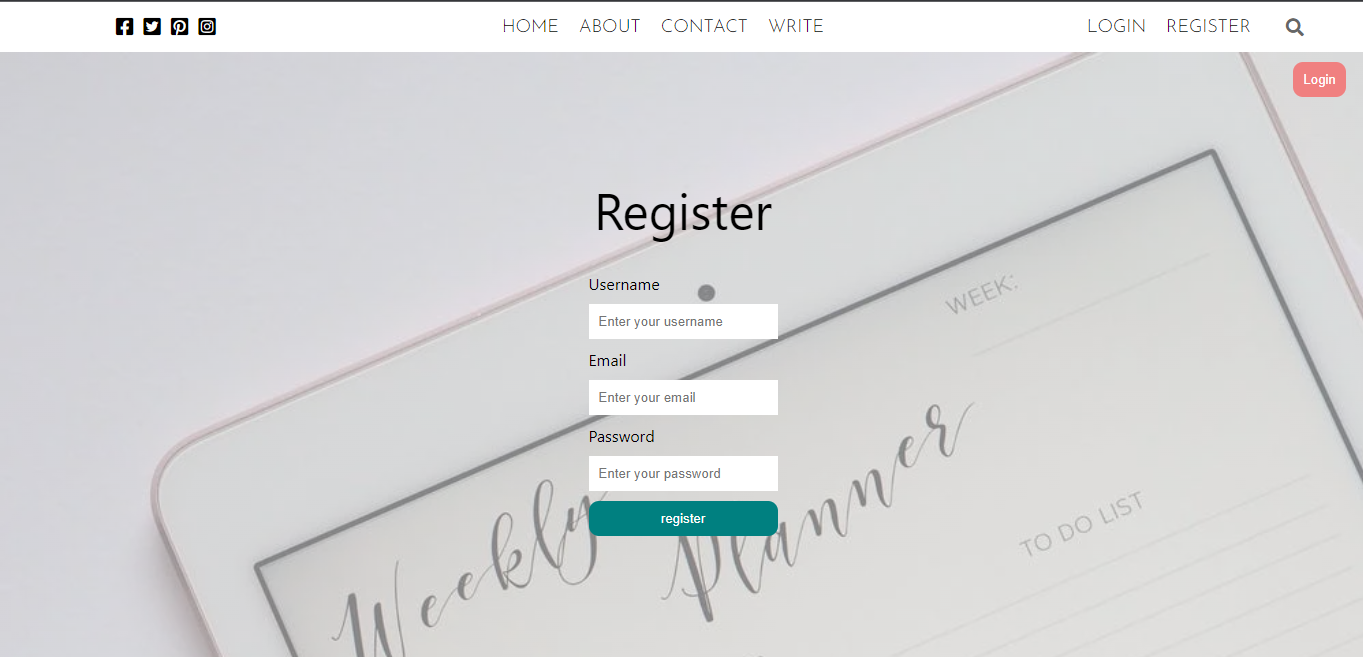 HOME ABOUT CONTACT WRITE LOGIN REGISTER
Login
Register
Username
Enter your username
Email
Enter your email
Password
Enter your password
register
WEEK:
Weekly Planner
TO DO LIST